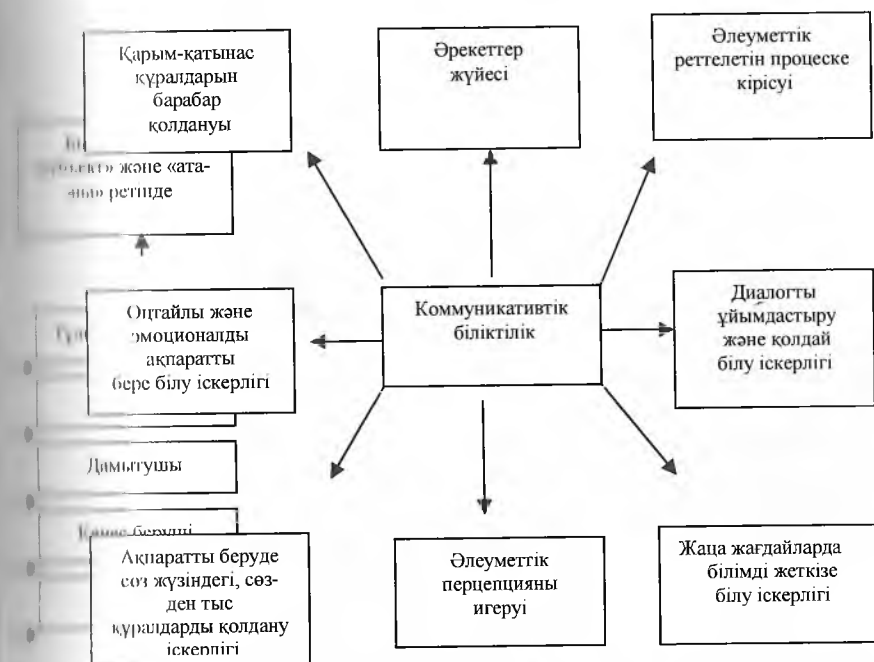 Қарым-қатынас
құралдарын
барабар
қолдануы
Әрекеттер
жүйесі
Әлеуметтік
реттелетін процеске
кірісуі
және «ата-
ретінде
Оңтайлы және
эмоционалды
ақпаратты
бере білу іскерлігі
Коммуникативтік
біліктілік
Диалогты
ұйымдастыру
және қолдай
білу іскерлігі
Дамытушы
беруші
Ақпаратты беруде
сөз жүзіндегі, сөз-
ден тыс
құралдарды қолдану
іскерлігі
Әлеуметтік
перцепцияны
игеруі
Жаңа жағдайларда
білімді жеткізе
білу іскерлігі